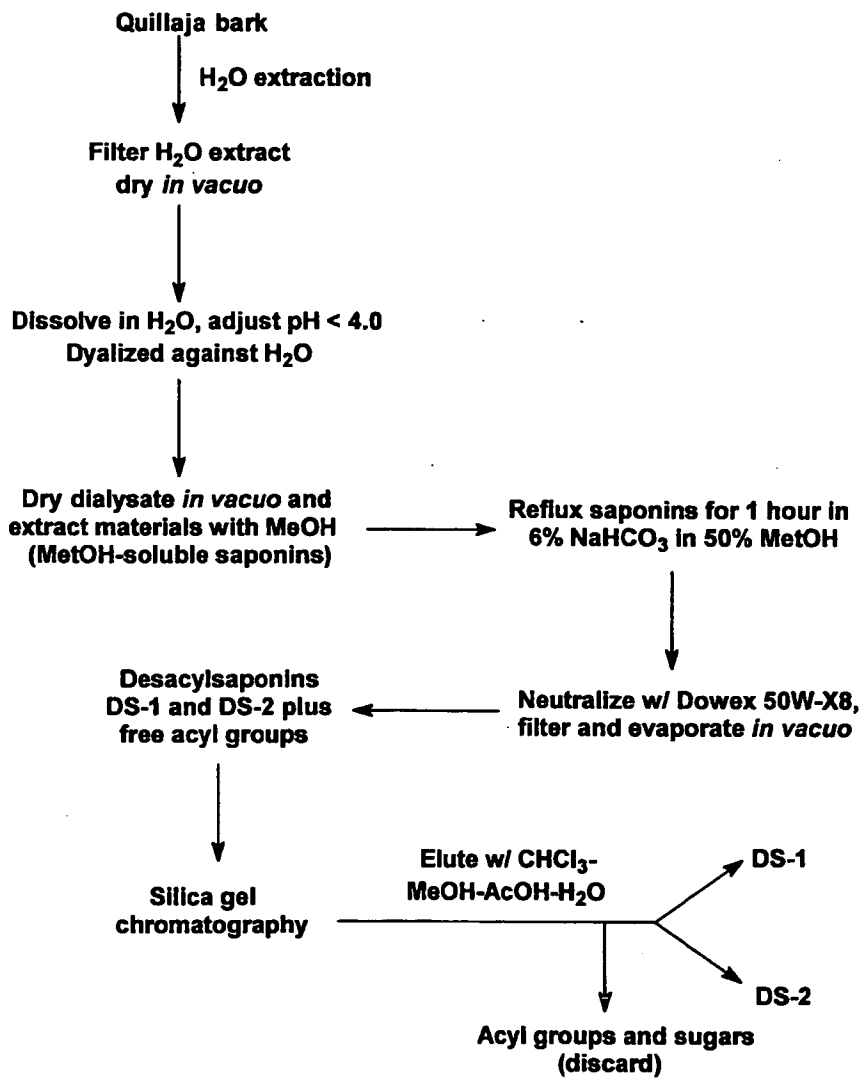 Quillaja bark
H2O extraction
Filter H2O extract
dry in vacuo
Dissolve in H2O, adjust pH < 4.0
Dyalized against H2O
Dry dialysate in vacuo and
extract materials with MeOH
(MetOH-soluble saponins)
Reflux saponins for 1 hour in
6% NaHCO3 in 50% MetOH
Neutralize w/ Dowex 50W-X8,
filter and evaporate in vacuo
Desacylsaponins
DS-1 and DS-2 plus
free acyl groups
Silica gel
chromatography
Elute w/ CHCl3-
MeOH-AcOH-H2O
DS-1
DS-2
Acyl groups and sugars
(discard)